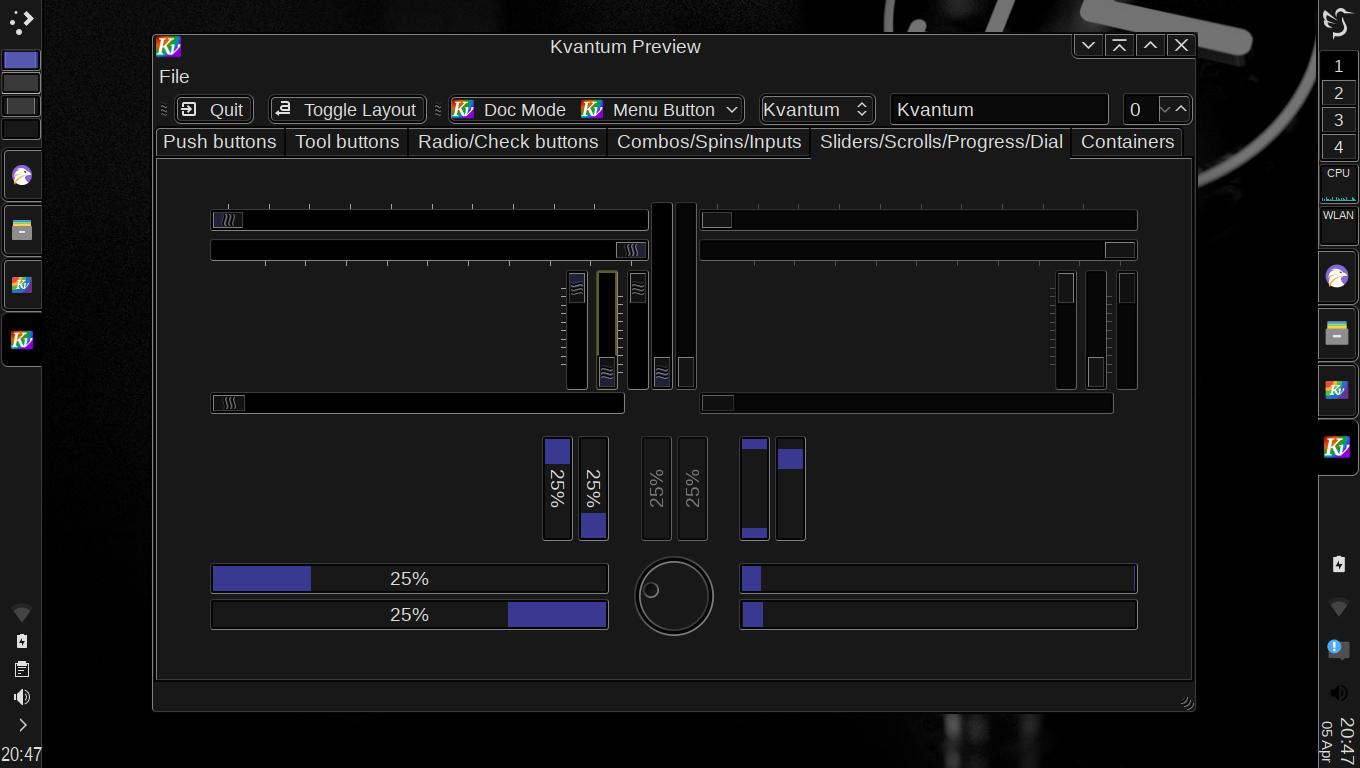 Kvantum Preview
File
Quit
Toggle Layout
Kv Doc Mode
Kv Menu Button
Kvantum
Kvantum
0
Push buttons
Tool buttons
Radio/Check buttons
Combos/Spins/Inputs
Sliders/Scrolls/Progress/Dial
Containers
25%
25%
25%
25%
25%
25%
20:47
1
2
3
4
CPU
WLAN
20:47
05 Apr